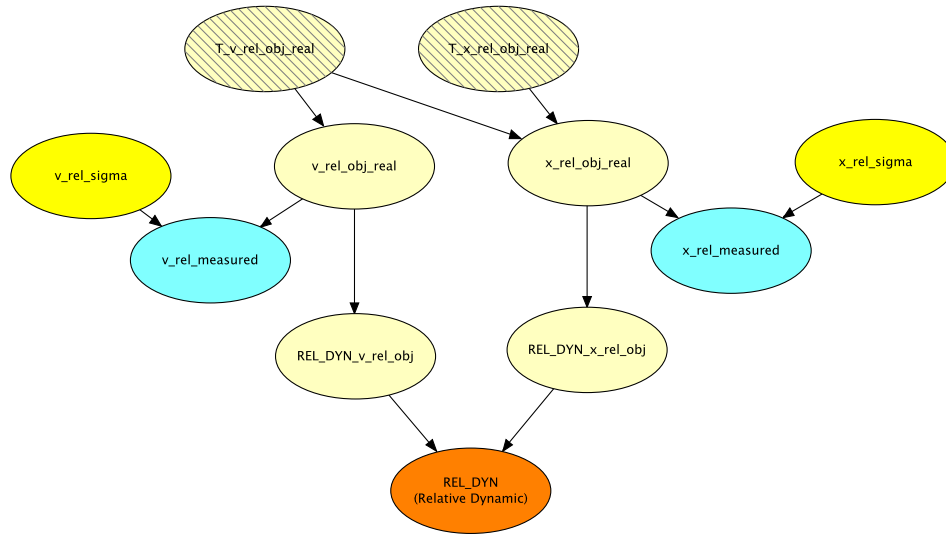 T_v_rel_obj_real
T_x_rel_obj_real
v_rel_sigma
v_rel_obj_real
x_rel_obj_real
x_rel_sigma
v_rel_measured
x_rel_measured
REL_DYN_v_rel_obj
REL_DYN_x_rel_obj
REL_DYN
(Relative Dynamic)